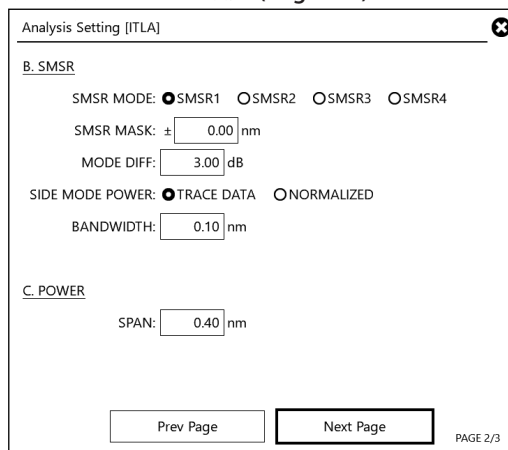 Analysis Setting [ITLA]
B. SMSR
SMSR MODE: SMSR1 SMSR2 SMSR3 SMSR4
SMSR MASK: ± 0.00 nm
MODE DIFF: 3.00 dB
SIDE MODE POWER: TRACE DATA NORMALIZED
BANDWIDTH: 0.10 nm
C. POWER
SPAN: 0.40 nm
Prev Page Next Page PAGE 2/3